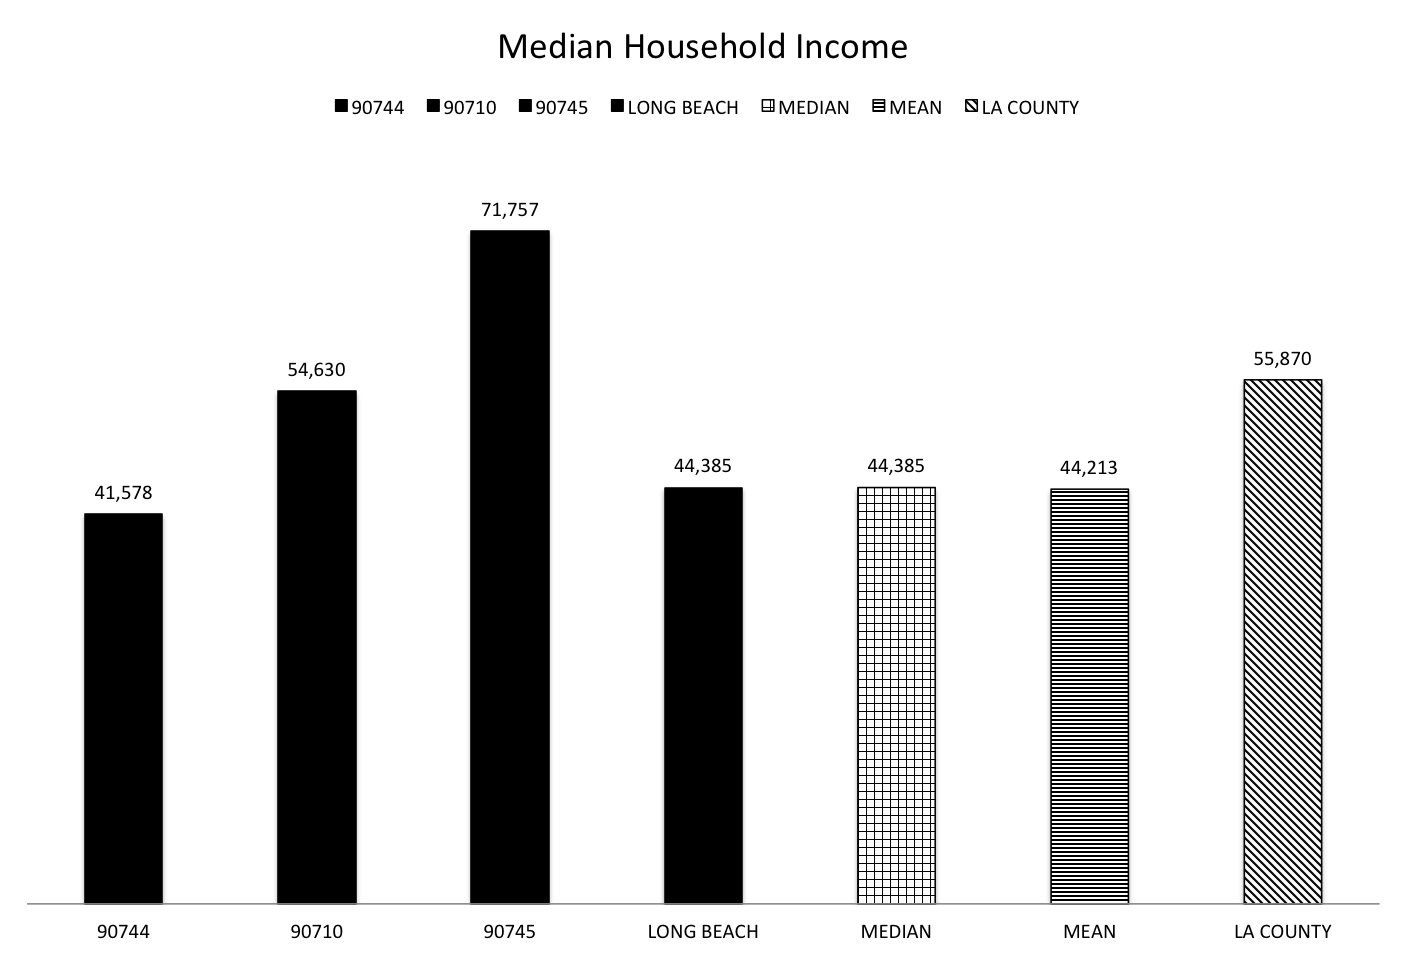 Median Household Income
90744 90710 90745 LONG BEACH MEDIAN MEAN LA COUNTY
71,757
54,630
55,870
44,385
44,385
44,213
41,578
90744 90710 90745 LONG BEACH MEDIAN MEAN LA COUNTY